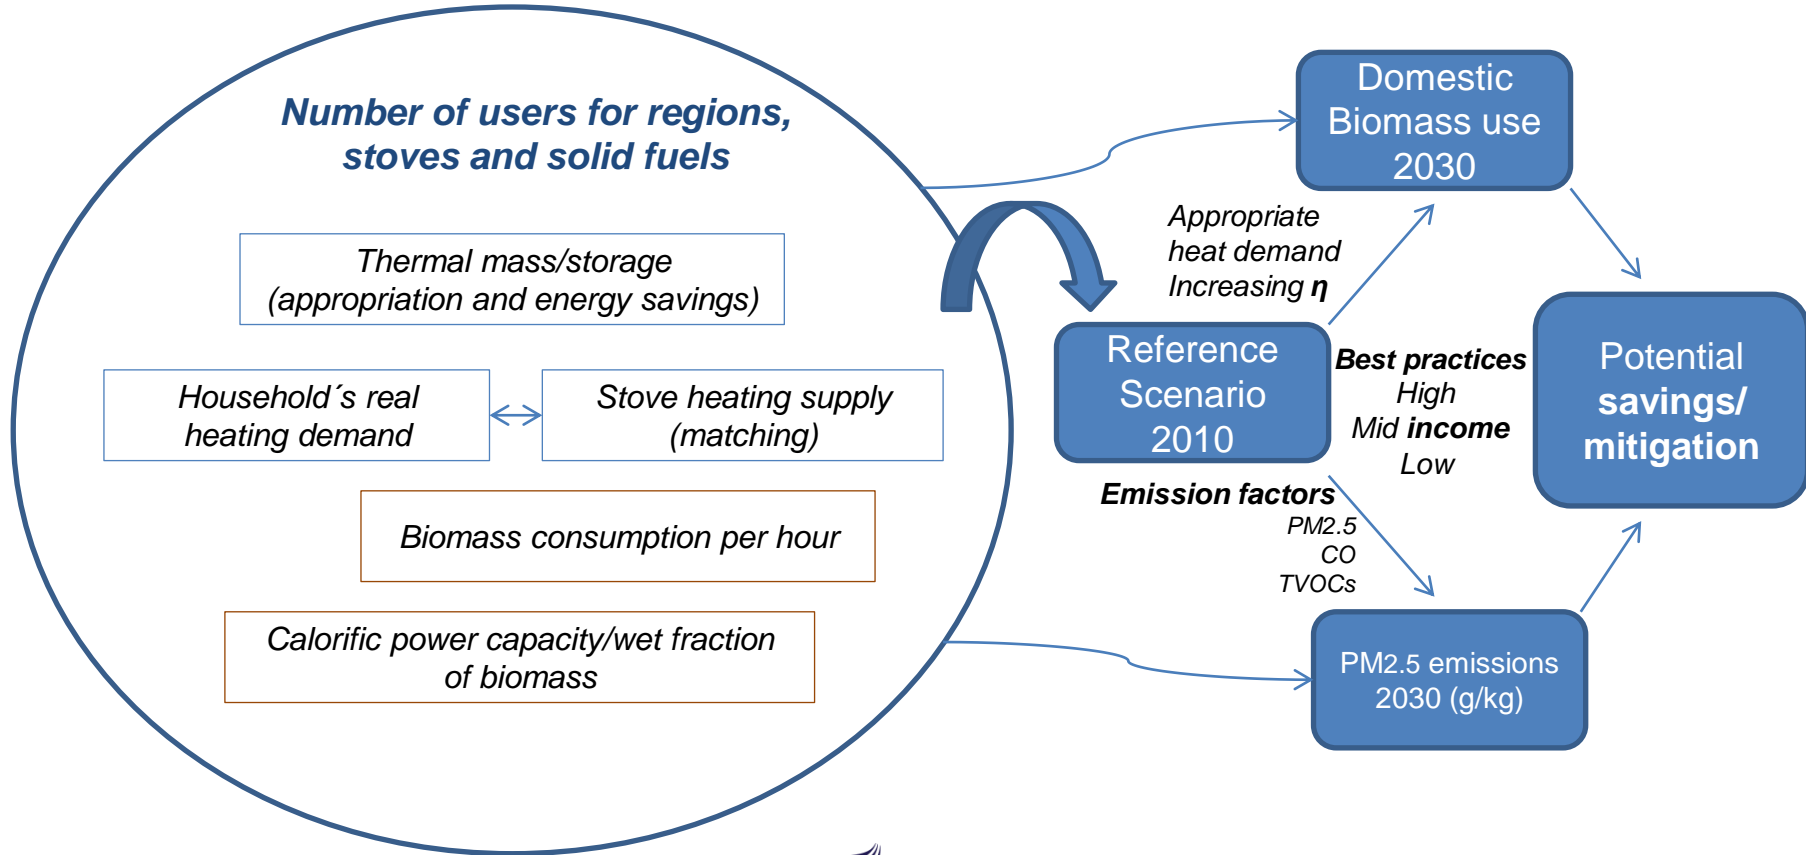 Number of users for regions,
stoves and solid fuels
Thermal mass/storage
(appropriation and energy savings)
Household´s real
heating demand
Stove heating supply
(matching)
Biomass consumption per hour
Calorific power capacity/wet fraction
of biomass
Domestic
Biomass use
2030
Appropriate
heat demand
Increasing η
Reference
Scenario
2010
Best practices
High
Mid income
Low
Emission factors
PM2.5
CO
TVOCs
Potential
savings/
mitigation
PM2.5 emissions
2030 (g/kg)